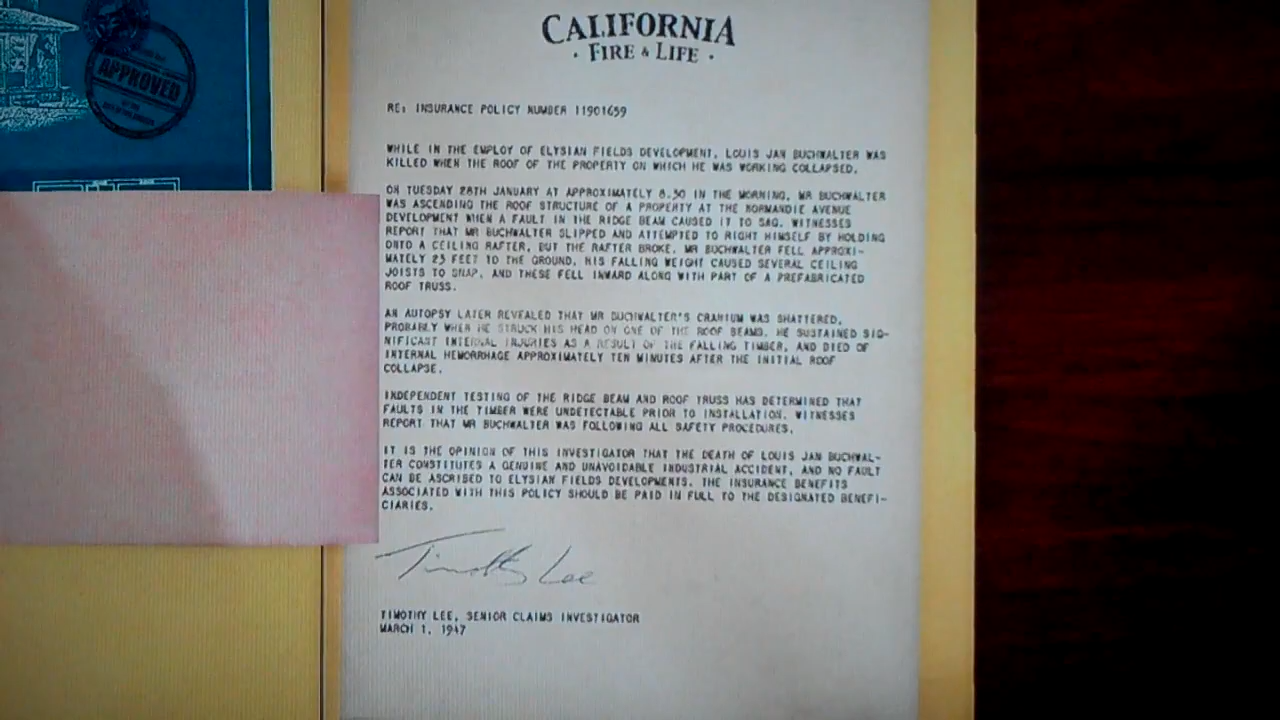 CALIFORNIA
· FIRE & LIFE ·
APPROVED
RE: INSURANCE POLICY NUMBER 11901659
WHILE IN THE EMPLOY OF ELYSIAN FIELDS DEVELOPMENT, LOUIS JAN BUCHWALTER WAS
KILLED WHEN THE ROOF OF THE PROPERTY ON WHICH HE WAS WORKING COLLAPSED.
ON TUESDAY 28TH JANUARY AT APPROXIMATELY 8.50 IN THE MORNING, MR BUCHWALTER
WAS ASCENDING THE ROOF STRUCTURE OF A PROPERTY AT THE NORMANDIE AVENUE
DEVELOPMENT WHEN A FAULT IN THE RIDGE BEAM CAUSED IT TO SAG. WITNESSES
REPORT THAT MR BUCHWALTER SLIPPED AND ATTEMPTED TO RIGHT HIMSELF BY HOLDING
ONTO A CEILING RAFTER, BUT THE RAFTER BROKE. MR BUCHWALTER FELL APPROXI-
MATELY 23 FEET TO THE GROUND. HIS FALLING WEIGHT CAUSED SEVERAL CEILING
JOISTS TO SNAP, AND THESE FELL INWARD ALONG WITH PART OF A PREFABRICATED
ROOF TRUSS.
AN AUTOPSY LATER REVEALED THAT MR BUCHWALTER'S CRANIUM WAS SHATTERED,
PROBABLY WHEN HE STRUCK HIS HEAD ON ONE OF THE ROOF BEAMS. HE SUSTAINED SIG-
NIFICANT INTERNAL INJURIES AS A RESULT OF THE FALLING TIMBER, AND DIED OF
INTERNAL HEMORRHAGE APPROXIMATELY TEN MINUTES AFTER THE INITIAL ROOF
COLLAPSE.
INDEPENDENT TESTING OF THE RIDGE BEAM AND ROOF TRUSS HAS DETERMINED THAT
FAULTS IN THE TIMBER WERE UNDETECTABLE PRIOR TO INSTALLATION. WITNESSES
REPORT THAT MR BUCHWALTER WAS FOLLOWING ALL SAFETY PROCEDURES.
IT IS THE OPINION OF THIS INVESTIGATOR THAT THE DEATH OF LOUIS JAN BUCHWAL-
TER CONSTITUTES A GENUINE AND UNAVOIDABLE INDUSTRIAL ACCIDENT, AND NO FAULT
CAN BE ASCRIBED TO ELYSIAN FIELDS DEVELOPMENTS. THE INSURANCE BENEFITS
ASSOCIATED WITH THIS POLICY SHOULD BE PAID IN FULL TO THE DESIGNATED BENEFI-
CIARIES.
Timothy Lee
TIMOTHY LEE, SENIOR CLAIMS INVESTIGATOR
MARCH 1, 1947